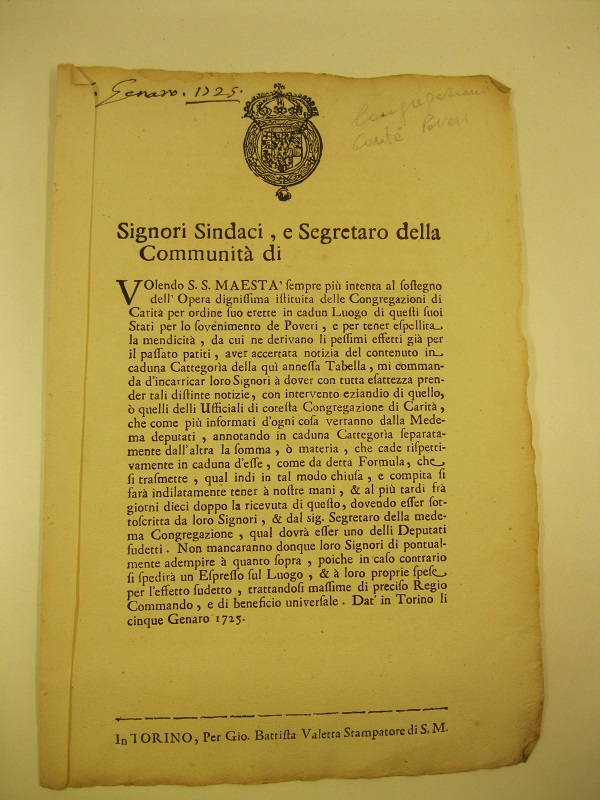 Genaro. 1725.
Congregazioni
Carità Poveri
Signori Sindaci, e Segretaro della
Communità di
VOlendo S. S. MAESTA' ſempre più intenta al ſoſtegno
dell' Opera digniſſima iſtituita delle Congregazioni di
Carità per ordine ſuo erette in cadun Luogo di queſti ſuoi
Stati per lo ſovenimento de Poveri, e per tener eſpellita
la mendicità, da cui ne derivano li peſſimi effetti già per
il paſſato patiti, aver accertata notizia del contenuto in
caduna Cattegorìa della quì anneſſa Tabella, mi comman-
da d'incarricar loro Signori à dover con tutta eſattezza pren-
der tali diſtinte notizie, con intervento eziandio di quello,
ò quelli delli Ufficiali di coteſta Congregazione di Carità,
che come più informati d'ogni coſa verranno dalla Mede-
ma deputati, annotando in caduna Cattegorìa ſeparata-
mente dall'altra la ſomma, ò materia, che cade riſpetti-
vamente in caduna d'eſſe, come da detta Formula, che
ſi traſmette, qual indi in tal modo chiuſa, e compita ſi
farà indilatamente tener à noſtre mani, & al più tardi frà
giorni dieci doppo la ricevuta di queſto, dovendo eſſer ſot-
toſcritta da loro Signori, & dal sig. Segretaro della mede-
ma Congregazione, qual dovrà eſſer uno delli Deputati
ſudetti. Non mancaranno donque loro Signori di pontual-
mente adempire à quanto ſopra, poiche in caſo contrario
ſi ſpedirà un Eſpreſſo ſul Luogo, & à loro proprie ſpeſe
per l'effetto ſudetto, trattandoſi maſſime di preciſo Regio
Commando, e di beneficio univerſale. Dat' in Torino li
cinque Genaro 1725.
In TORINO, Per Gio. Battiſta Valetta Stampatore di S. M.